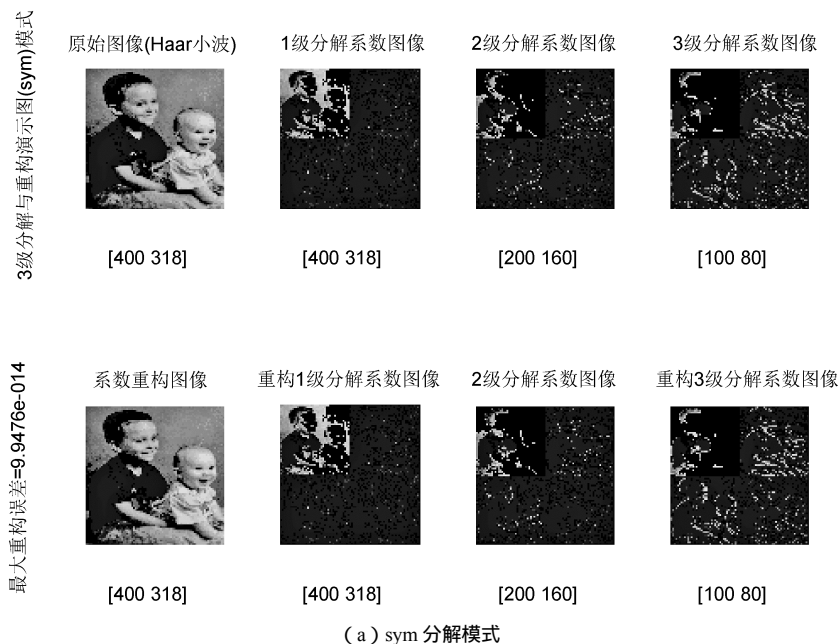 3级分解与重构演示图(sym)模式
原始图像(Haar小波)
1级分解系数图像
2级分解系数图像
3级分解系数图像
[400 318]
[400 318]
[200 160]
[100 80]
最大重构误差=9.9476e-014
系数重构图像
重构1级分解系数图像
2级分解系数图像
重构3级分解系数图像
[400 318]
[400 318]
[200 160]
[100 80]
（a）sym 分解模式